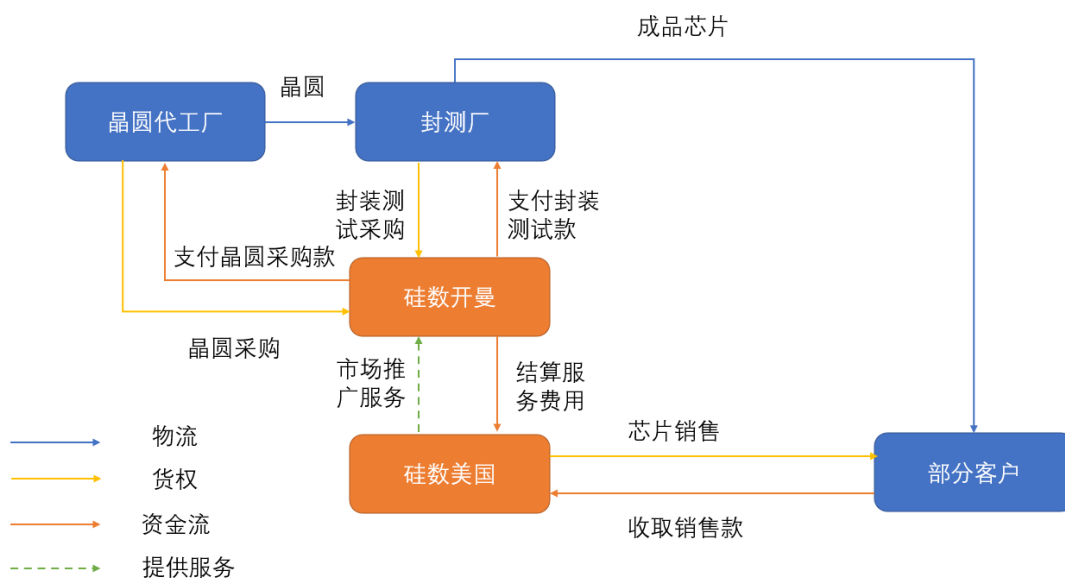 成品芯片
晶圆
晶圆代工厂
封测厂
封装测
试采购
支付封装
测试款
支付晶圆采购款
硅数开曼
晶圆采购
市场推
广服务
结算服
务费用
物流
芯片销售
货权
硅数美国
部分客户
资金流
收取销售款
提供服务